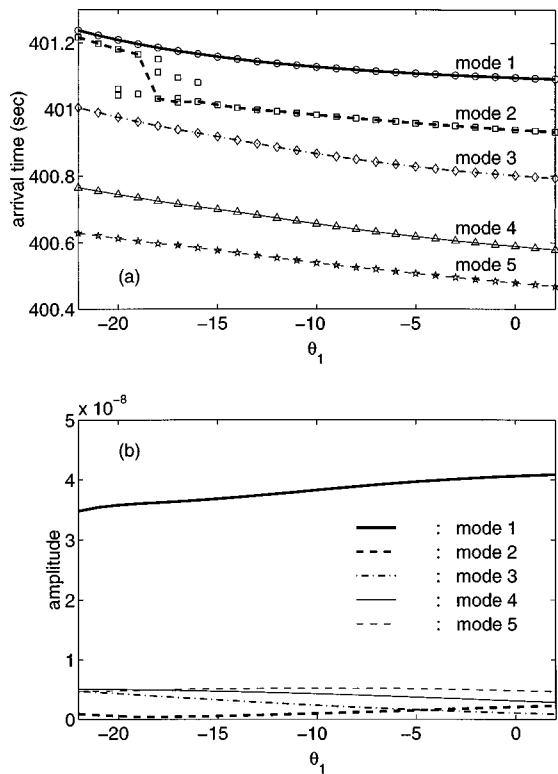 401.2
401
400.8
400.6
400.4
arrival time (sec)
mode 1
mode 2
mode 3
mode 4
mode 5
(a)
−20 −15 −10 −5 0
θ1
x 10−8
5
4
3
2
1
0
amplitude
(b)
: mode 1
: mode 2
: mode 3
: mode 4
: mode 5
−20 −15 −10 −5 0
θ1